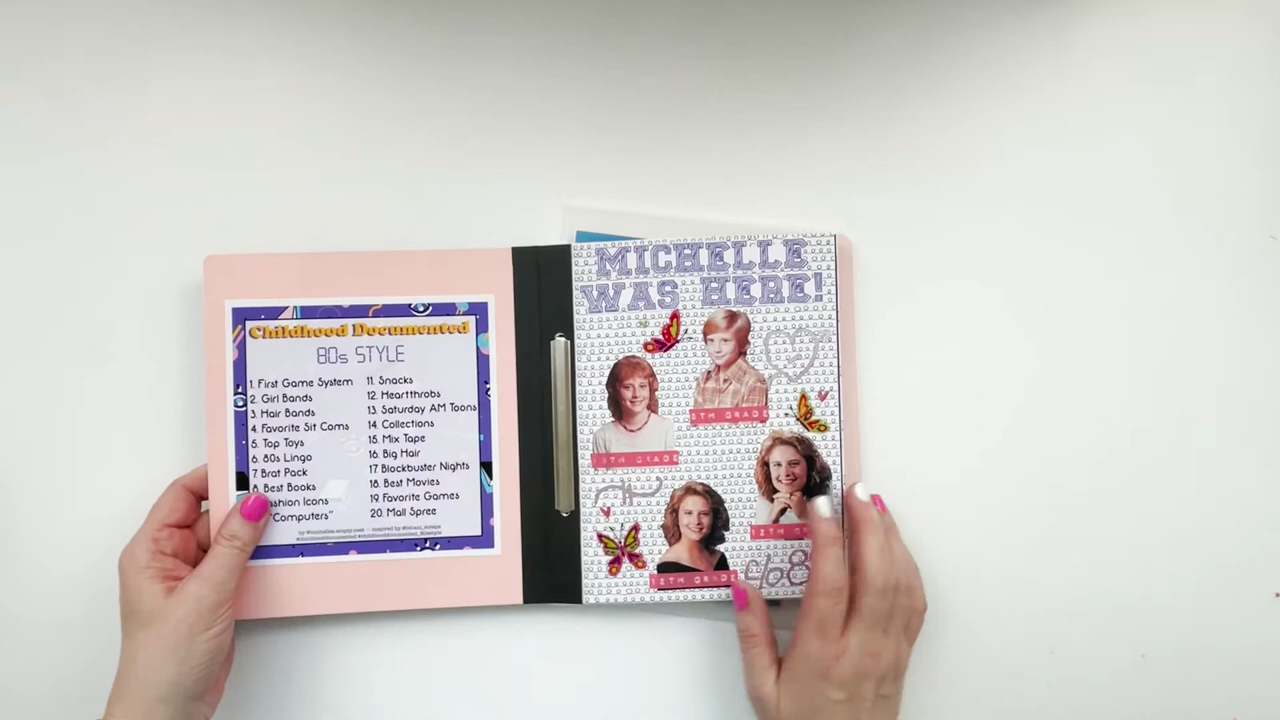 Childhood Documented
80s STYLE
1. First Game System
2. Girl Bands
3. Hair Bands
4. Favorite Sit Coms
5. Top Toys
6. 80s Lingo
7 Brat Pack
8. Best Books
ashion Icons
"Computers"
11. Snacks
12. Heartthrobs
13. Saturday AM Toons
14. Collections
15. Mix Tape
16. Big Hair
17 Blockbuster Nights
18. Best Movies
19. Favorite Games
20. Mall Spree
MICHELLE
WAS HERE!
TH GRADE
TH GRADE
12TH G
12TH GRADE